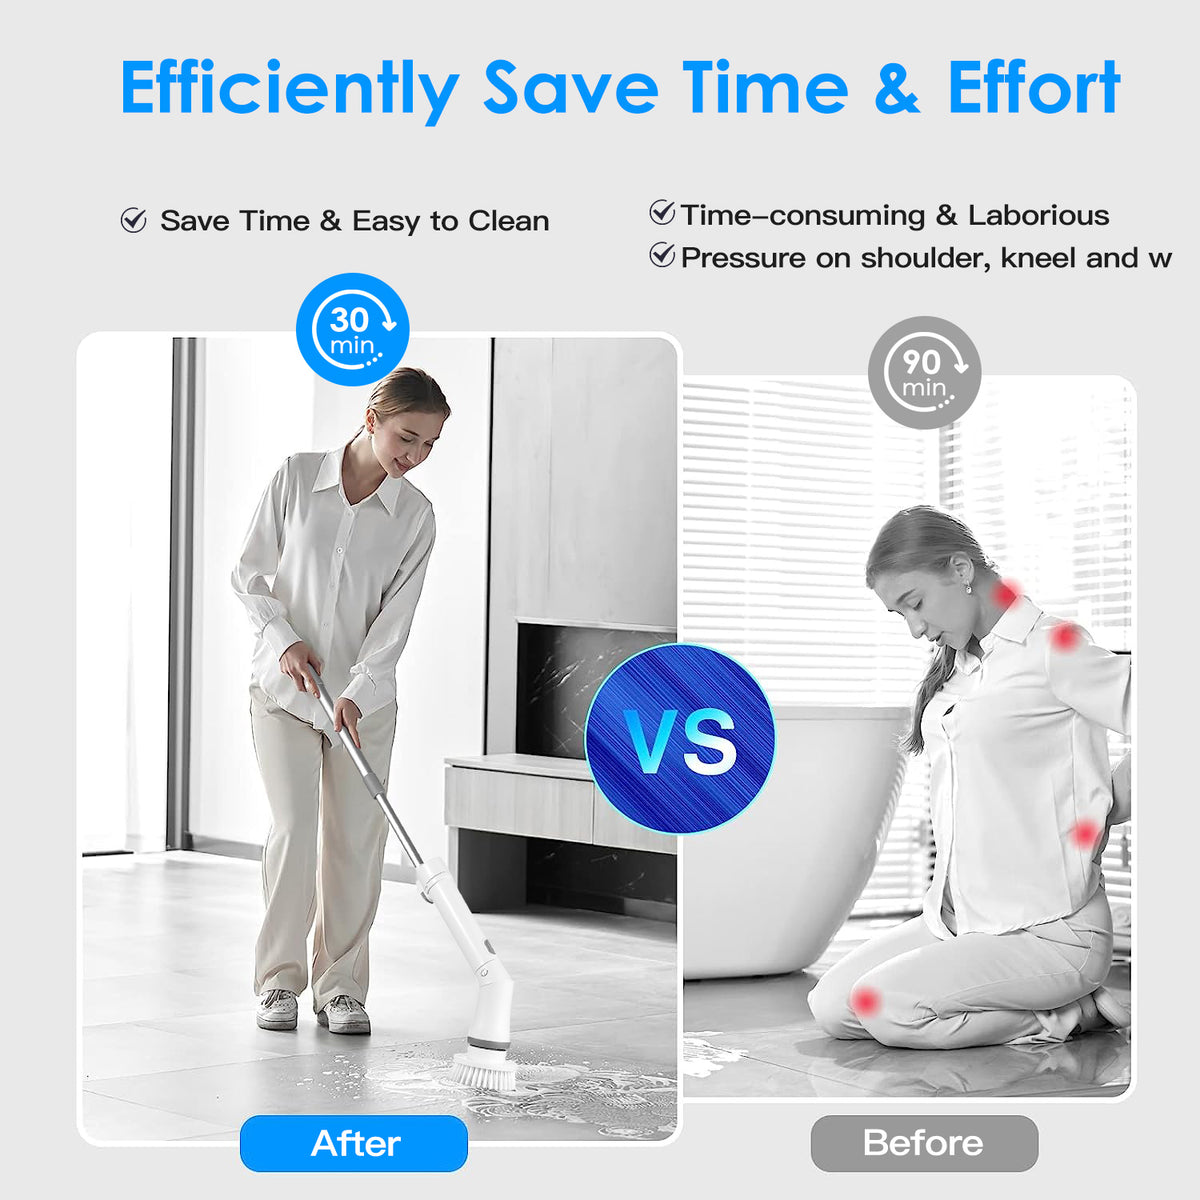 Efficiently Save Time & Effort
Save Time & Easy to Clean
Time-consuming & Laborious
Pressure on shoulder, kneel and w
30
min
90
min
VS
After
Before